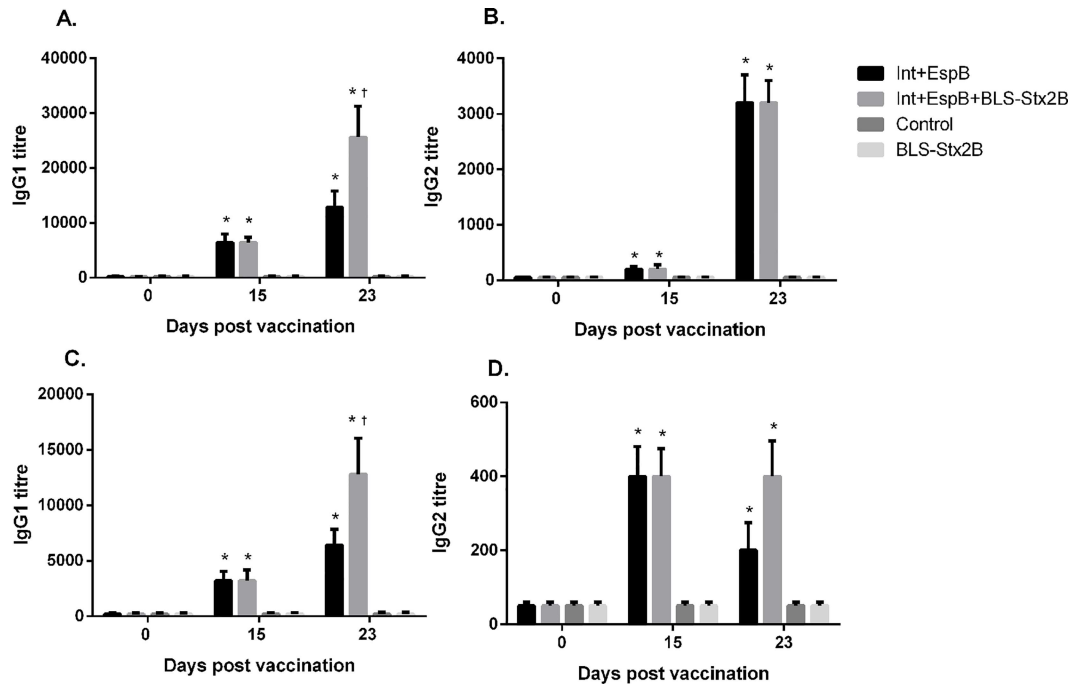 A.
IgG1 titre
40000
30000
20000
10000
0
* *
*
* †
0 15 23
Days post vaccination
B.
IgG2 titre
4000
3000
2000
1000
0
* *
* *
0 15 23
Days post vaccination
Int+EspB
Int+EspB+BLS-Stx2B
Control
BLS-Stx2B
C.
IgG1 titre
20000
15000
10000
5000
0
* *
*
* †
0 15 23
Days post vaccination
D.
IgG2 titre
600
400
200
0
* *
*
*
0 15 23
Days post vaccination